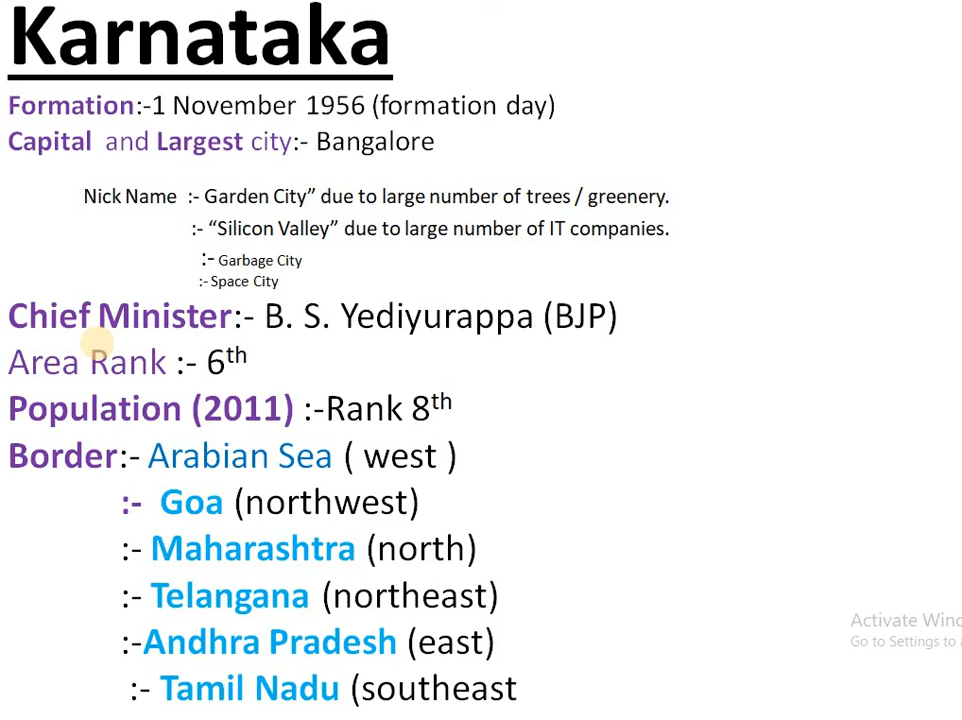 Karnataka
Formation:-1 November 1956 (formation day)
Capital and Largest city:- Bangalore
Nick Name :- Garden City” due to large number of trees / greenery.
:- “Silicon Valley” due to large number of IT companies.
:- Garbage City
:- Space City
Chief Minister:- B. S. Yediyurappa (BJP)
Area Rank :- 6th
Population (2011) :-Rank 8th
Border:- Arabian Sea ( west )
:- Goa (northwest)
:- Maharashtra (north)
:- Telangana (northeast)
:-Andhra Pradesh (east)
:- Tamil Nadu (southeast
Activate Winc
Go to Settings to a